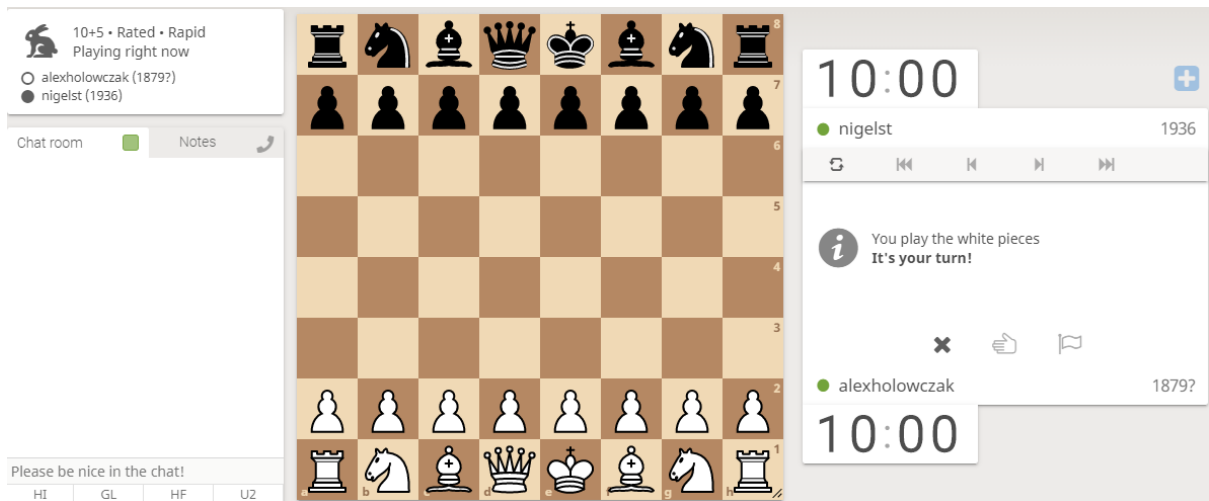 10+5 • Rated • Rapid
Playing right now
alexholowczak (1879?)
nigelst (1936)
Chat room
Notes
Please be nice in the chat!
HI GL HF U2
8
7
6
5
4
3
2
1
a b c d e f g h
10:00
nigelst 1936
You play the white pieces
It's your turn!
alexholowczak 1879?
10:00